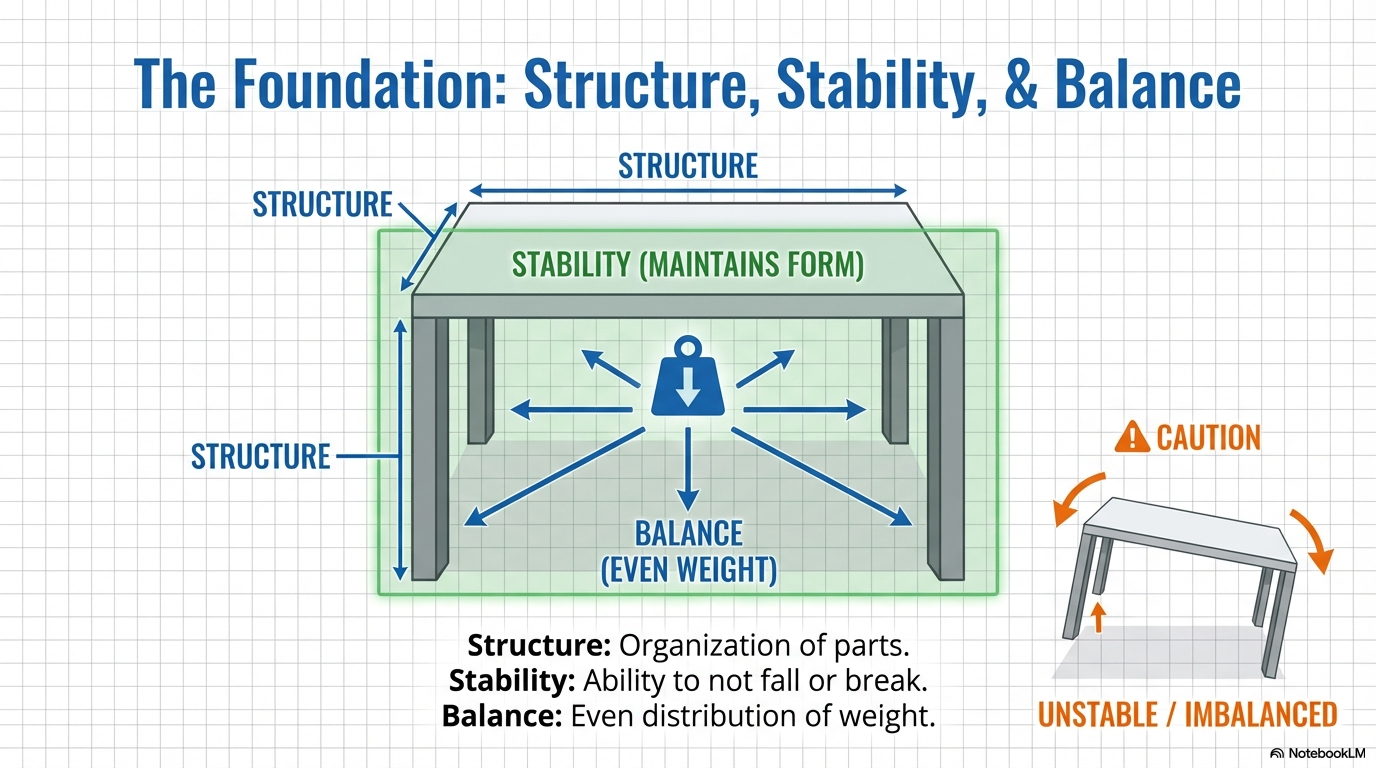 The Foundation: Structure, Stability, & Balance
STRUCTURE
STRUCTURE
STABILITY (MAINTAINS FORM)
STRUCTURE
BALANCE
(EVEN WEIGHT)
CAUTION
UNSTABLE / IMBALANCED
Structure: Organization of parts.
Stability: Ability to not fall or break.
Balance: Even distribution of weight.
NotebookLM